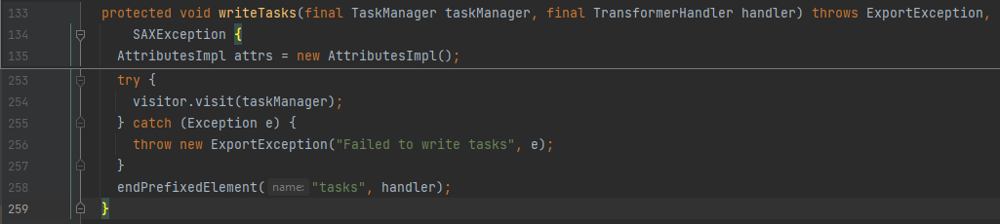 133 protected void writeTasks(final TaskManager taskManager, final TransformerHandler handler) throws ExportException,
134 SAXException {
135 AttributesImpl attrs = new AttributesImpl();
253 try {
254 visitor.visit(taskManager);
255 } catch (Exception e) {
256 throw new ExportException("Failed to write tasks", e);
257 }
258 endPrefixedElement( name: "tasks", handler);
259 }